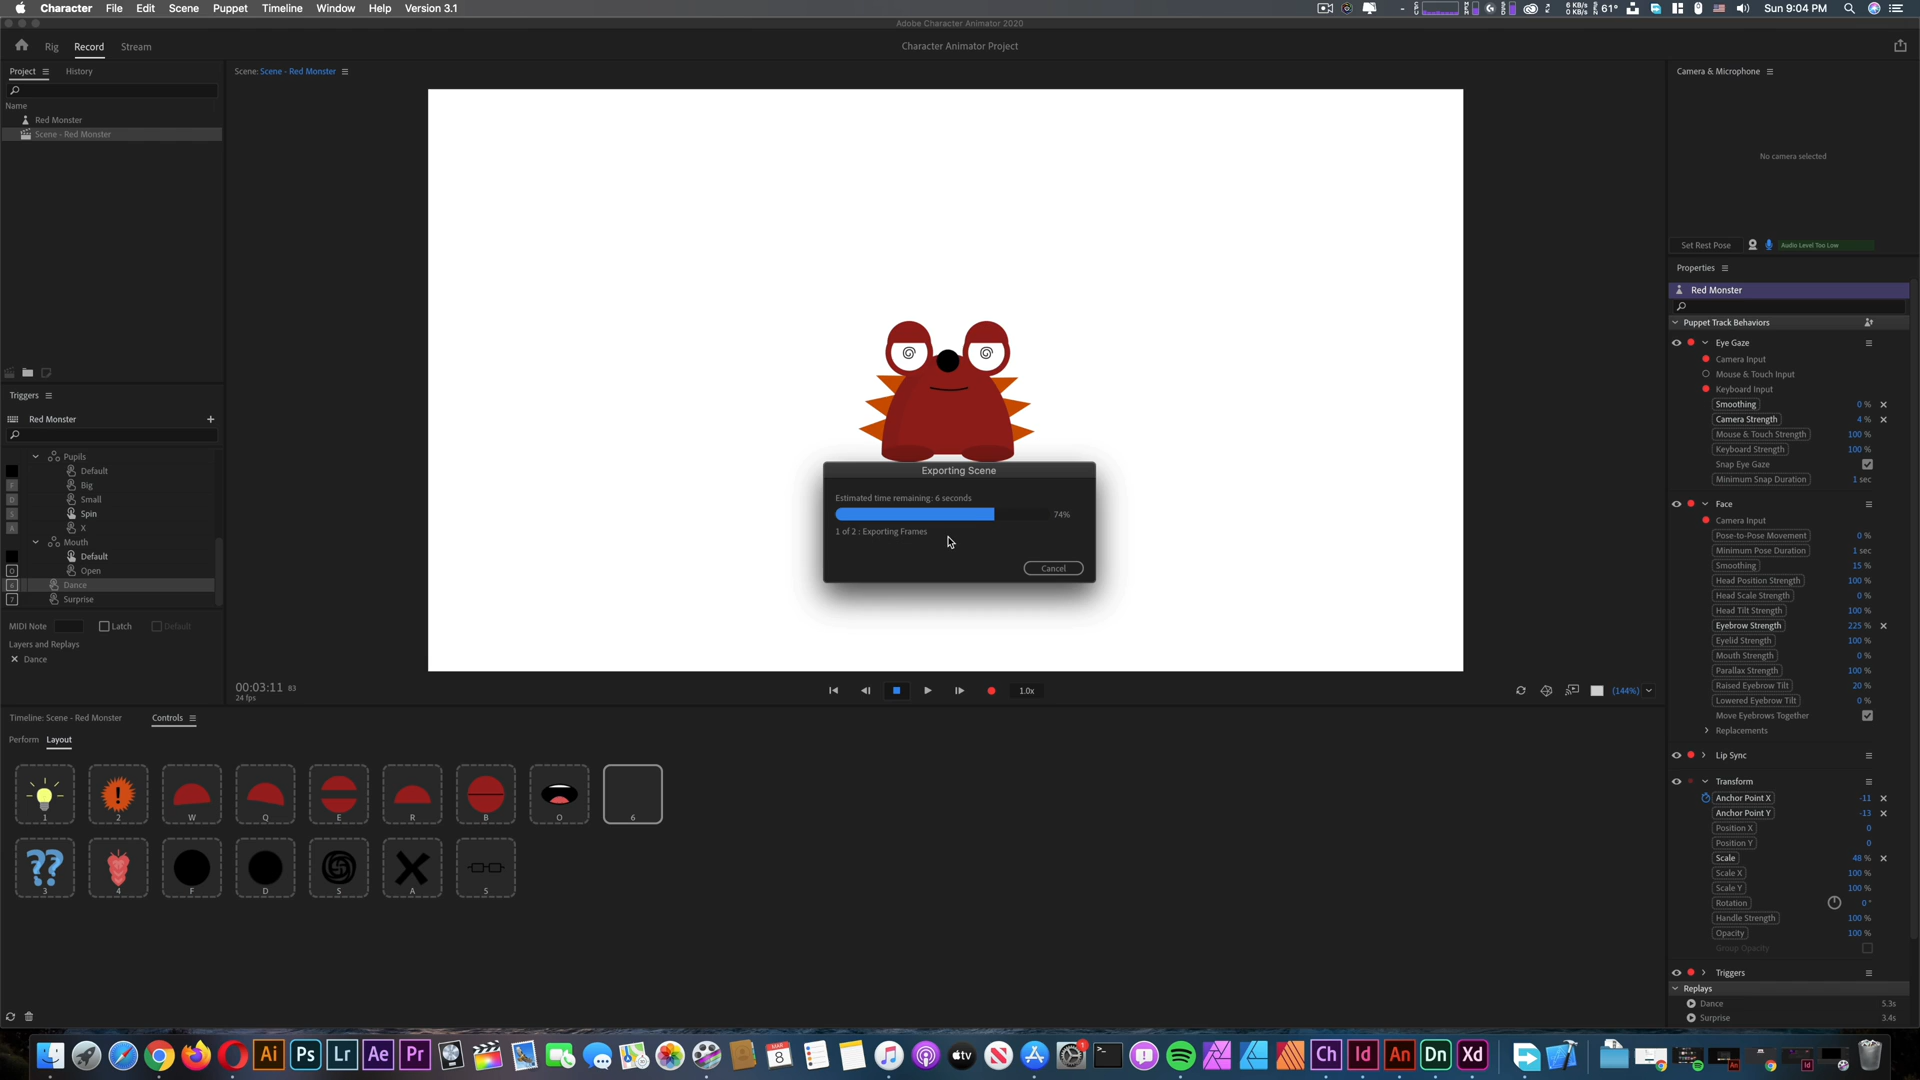 Character File Edit Scene Puppet Timeline Window Help Version 3.1
6 KB/s
0 KB/s
61°
Sun 9:04 PM
Adobe Character Animator 2020
Rig Record Stream
Character Animator Project
Project History
Name
Red Monster
Scene - Red Monster
Scene: Scene - Red Monster
Camera & Microphone
No camera selected
Set Rest Pose
Audio Level Too Low
Triggers
Red Monster
Pupils
Default
F Big
D Small
S Spin
A X
Mouth
Default
O Open
6 Dance
7 Surprise
MIDI Note Latch Default
Layers and Replays
Dance
Exporting Scene
Estimated time remaining: 6 seconds
74%
1 of 2 : Exporting Frames
Cancel
00:03:11 83
24 fps
1.0x
(144%)
Timeline: Scene - Red Monster Controls
Perform Layout
1 2 W Q E R B O 6
3 4 F D S A S
Properties
Red Monster
Puppet Track Behaviors
Eye Gaze
Camera Input
Mouse & Touch Input
Keyboard Input
Smoothing 0 %
Camera Strength 4 %
Mouse & Touch Strength 100 %
Keyboard Strength 100 %
Snap Eye Gaze
Minimum Snap Duration 1 sec
Face
Camera Input
Pose-to-Pose Movement 0 %
Minimum Pose Duration 1 sec
Smoothing 15 %
Head Position Strength 100 %
Head Scale Strength 0 %
Head Tilt Strength 100 %
Eyebrow Strength 225 %
Eyelid Strength 100 %
Mouth Strength 0 %
Parallax Strength 100 %
Raised Eyebrow Tilt 20 %
Lowered Eyebrow Tilt 0 %
Move Eyebrows Together
Replacements
Lip Sync
Transform
Anchor Point X -11
Anchor Point Y -13
Position X 0
Position Y 0
Scale 48 %
Scale X 100 %
Scale Y 100 %
Rotation 0 °
Handle Strength 100 %
Opacity 100 %
Group Opacity
Triggers
Replays
Dance 5.3s
Surprise 3.4s
Ai Ps Lr Ae Pr MAR 8 tv 1 Ch Id An Dn Xd